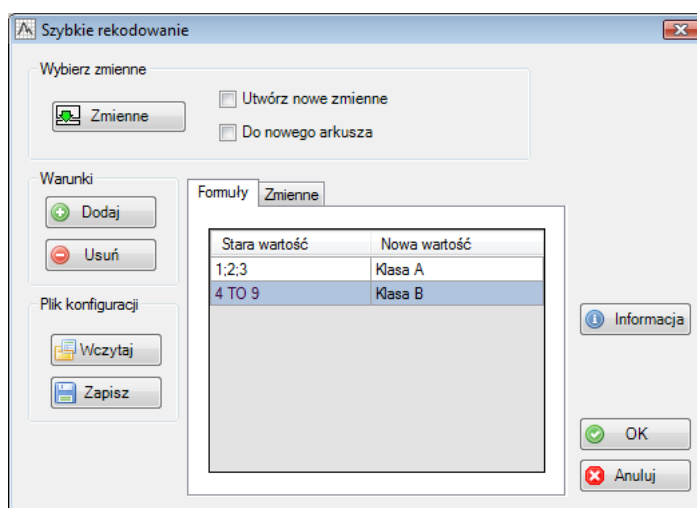 Szybkie rekodowanie
Wybierz zmienne
Zmienne
Utwórz nowe zmienne
Do nowego arkusza
Warunki
Dodaj
Usuń
Plik konfiguracji
Wczytaj
Zapisz
Formuły Zmienne
Stara wartość Nowa wartość
1;2;3 Klasa A
4 TO 9 Klasa B
Informacja
OK
Anuluj